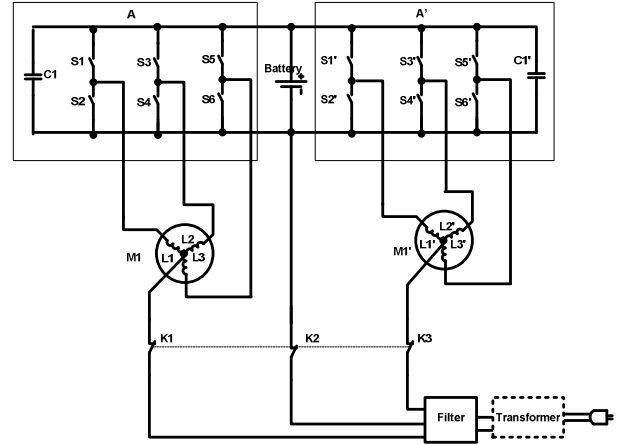 A
A'
S1
S3
S5
C1
S2
S4
S6
Battery
+
S1'
S3'
S5'
C1'
S2'
S4'
S6'
M1
L1
L2
L3
M1'
L1'
L2'
L3'
K1
K2
K3
Filter
Transformer